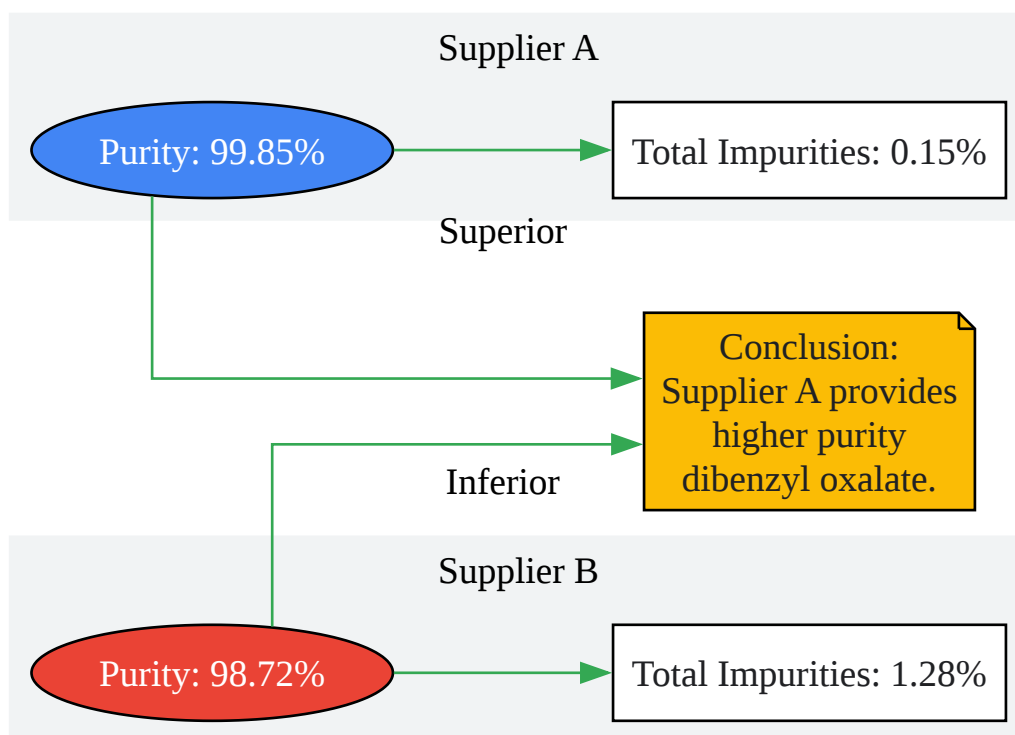 Supplier A
Purity: 99.85%
Total Impurities: 0.15%
Superior
Conclusion:
Supplier A provides
higher purity
dibenzyl oxalate.
Inferior
Supplier B
Purity: 98.72%
Total Impurities: 1.28%